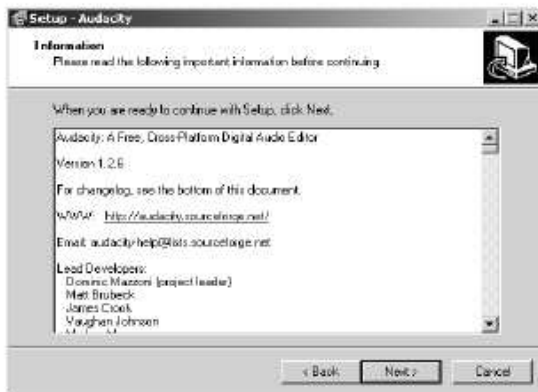 Setup - Audacity
Information
Please read the following important information before continuing.
When you are ready to continue with Setup, click Next.
Audacity: A Free, Cross-Platform Digital Audio Editor
Version 1.2.6
For changelog, see the bottom of this document.
WWW: http://audacity.sourceforge.net/
Email: audacity-help@lists.sourceforge.net
Lead Developers:
Dominic Mazzoni (project leader)
Matt Brubeck
James Crook
Vaughan Johnson
< Back
Next >
Cancel